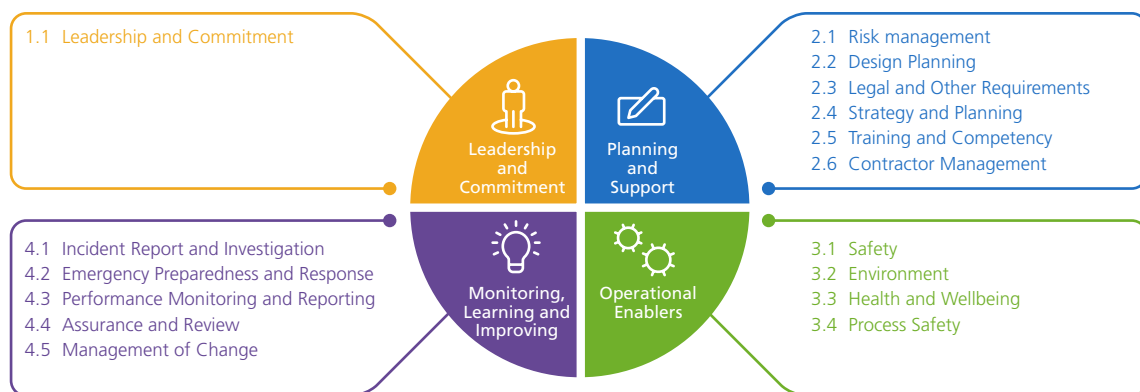 1.1 Leadership and Commitment
Leadership
and
Commitment
Planning
and
Support
2.1 Risk management
2.2 Design Planning
2.3 Legal and Other Requirements
2.4 Strategy and Planning
2.5 Training and Competency
2.6 Contractor Management
4.1 Incident Report and Investigation
4.2 Emergency Preparedness and Response
4.3 Performance Monitoring and Reporting
4.4 Assurance and Review
4.5 Management of Change
Monitoring,
Learning and
Improving
Operational
Enablers
3.1 Safety
3.2 Environment
3.3 Health and Wellbeing
3.4 Process Safety